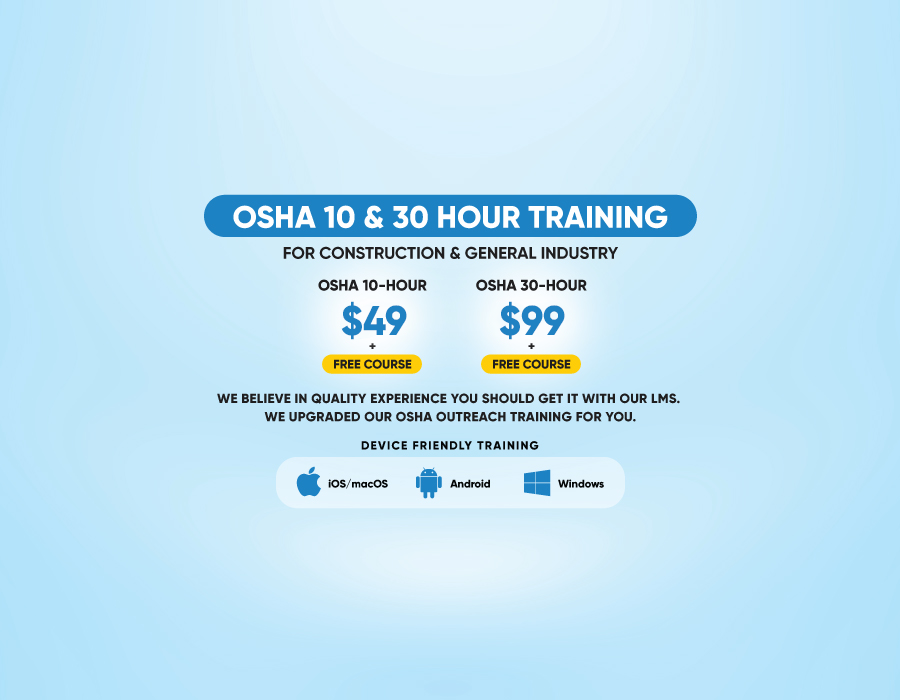 OSHA 10 & 30 HOUR TRAINING
FOR CONSTRUCTION & GENERAL INDUSTRY
OSHA 10-HOUR
$49
+
FREE COURSE
OSHA 30-HOUR
$99
+
FREE COURSE
WE BELIEVE IN QUALITY EXPERIENCE YOU SHOULD GET IT WITH OUR LMS.
WE UPGRADED OUR OSHA OUTREACH TRAINING FOR YOU.
DEVICE FRIENDLY TRAINING
iOS/macOS
Android
Windows